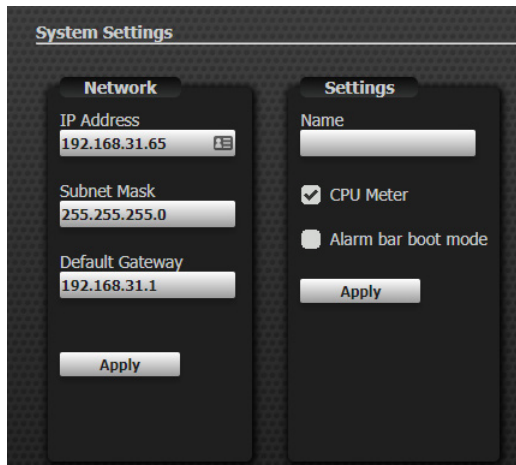 System Settings
Network
IP Address
192.168.31.65
Subnet Mask
255.255.255.0
Default Gateway
192.168.31.1
Apply
Settings
Name
CPU Meter
Alarm bar boot mode
Apply